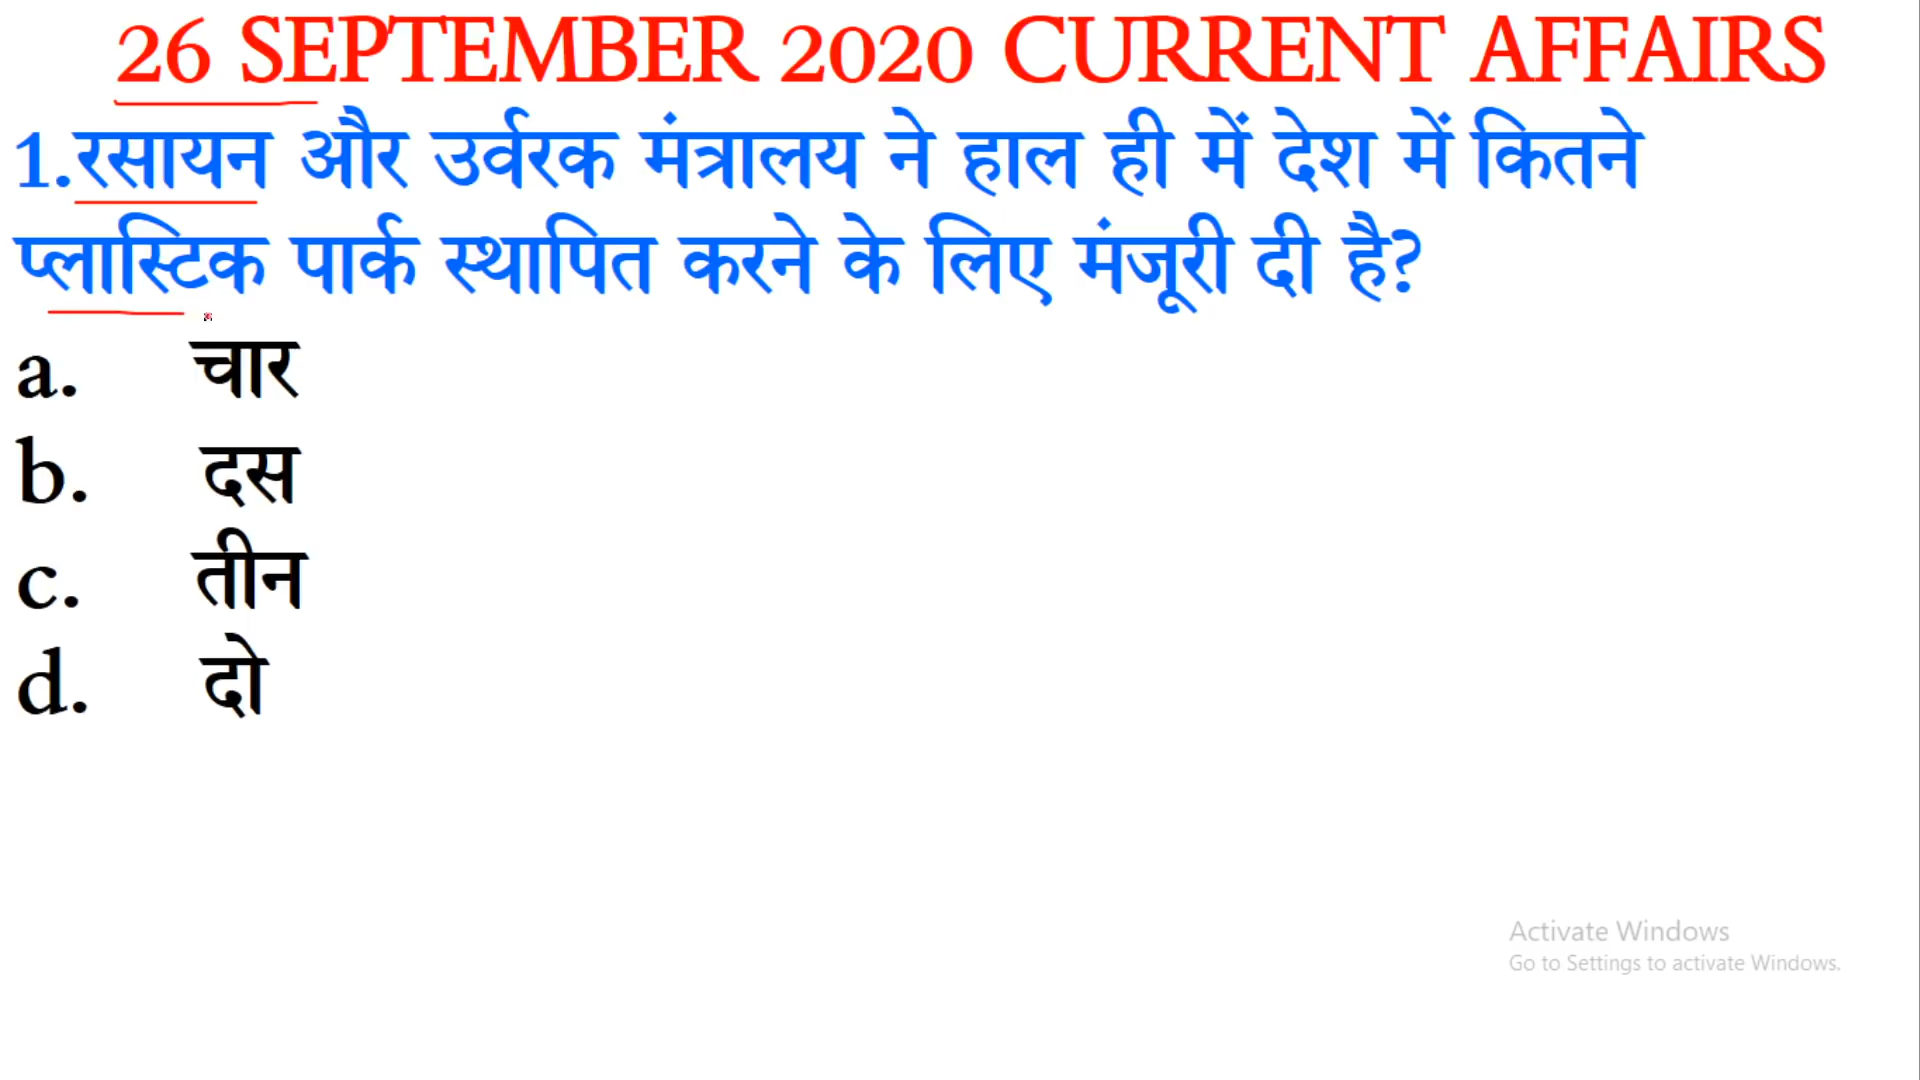 26 SEPTEMBER 2020 CURRENT AFFAIRS
1.रसायन और उर्वरक मंत्रालय ने हाल ही में देश में कितने
प्लास्टिक पार्क स्थापित करने के लिए मंजूरी दी है?
a. चार
b. दस
c. तीन
d. दो
Activate Windows
Go to Settings to activate Windows.